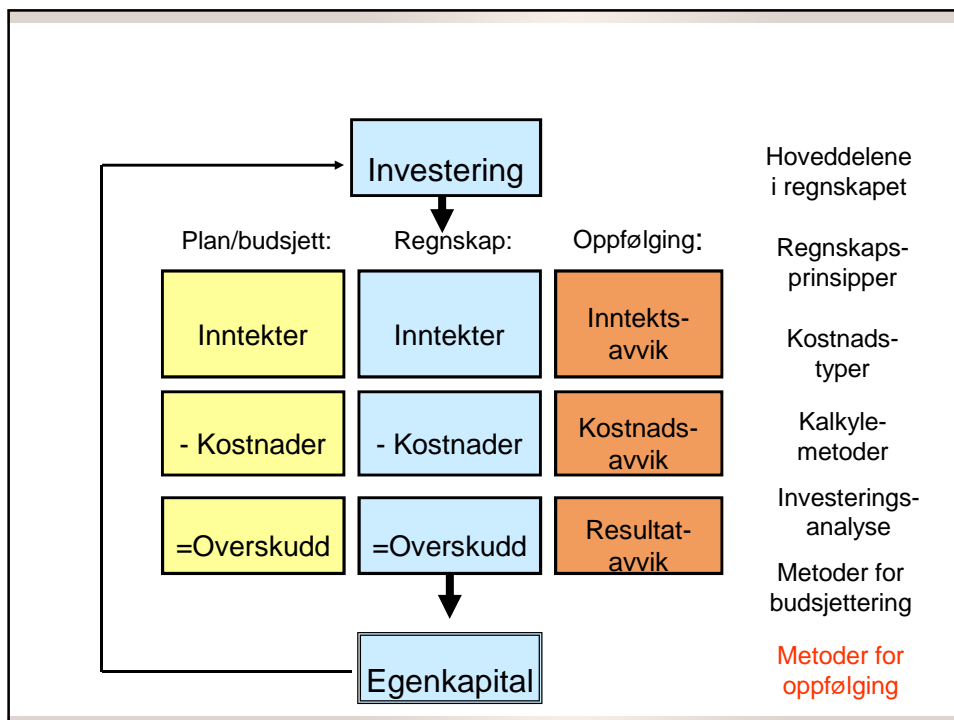 Investering
Plan/budsjett:
Regnskap:
Oppfølging:
Inntekter
Inntekter
Inntekts-
avvik
- Kostnader
- Kostnader
Kostnads-
avvik
=Overskudd
=Overskudd
Resultat-
avvik
Egenkapital
Hoveddelene
i regnskapet
Regnskaps-
prinsipper
Kostnads-
typer
Kalkyle-
metoder
Investerings-
analyse
Metoder for
budsjettering
Metoder for
oppfølging